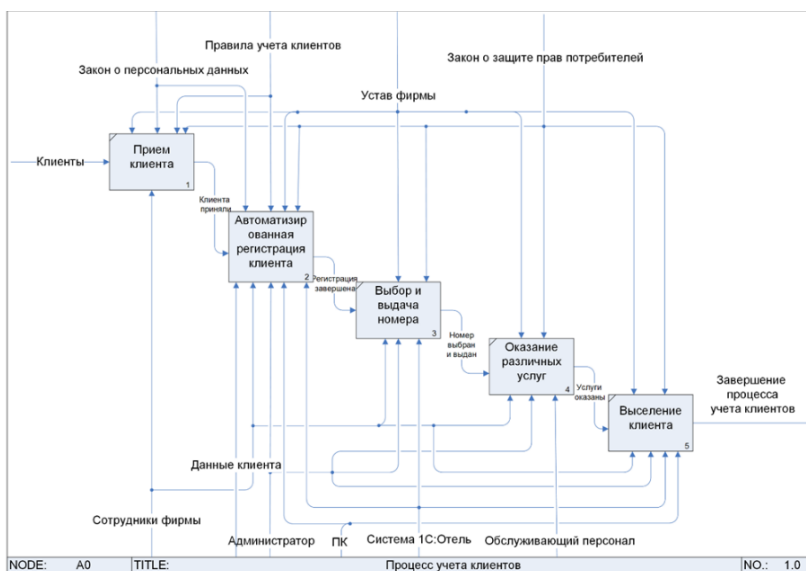 Правила учета клиентов
Закон о защите прав потребителей
Закон о персональных данных
Устав фирмы
Клиенты
Прием
клиента
1
Клиента
приняли
Автоматизир
ованная
регистрация
клиента
2
Регистрация
завершена
Выбор и
выдача
номера
3
Номер
выбран
и выдан
Оказание
различных
услуг
4
Услуги
оказаны
Выселение
клиента
5
Завершение
процесса
учета клиентов
Данные клиента
Сотрудники фирмы
Администратор
ПК
Система 1С:Отель
Обслуживающий персонал
NODE: A0 TITLE: Процесс учета клиентов NO.: 1.0